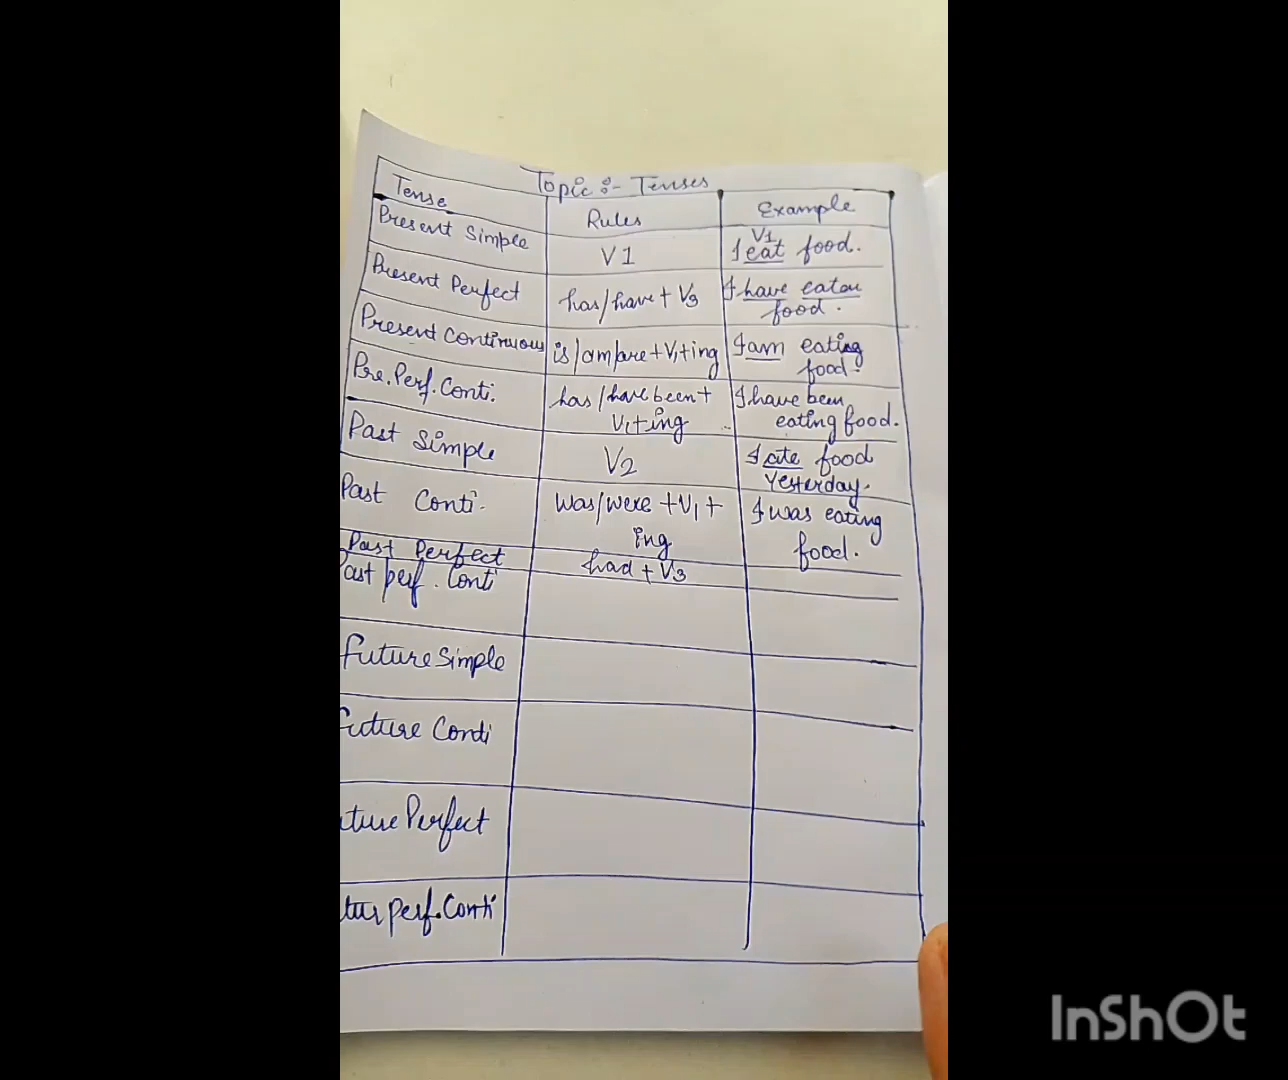 Topic :- Tenses
Tense Rules Example
Present Simple V1 V1
I eat food.
Present Perfect has/have + V3 I have eaten
food.
Present Continuous is/am/are + V1 + ing I am eating
food.
Pre. Perf. Conti. has/have been + I have been
V1 + ing eating food.
Past Simple V2 I ate food
Yesterday.
Past Conti. was/were + V1 + I was eating
ing food.
Past Perfect had + V3
Past perf. Conti
Future Simple
Future Conti
uture Perfect
tur perf. Conti
InShOt